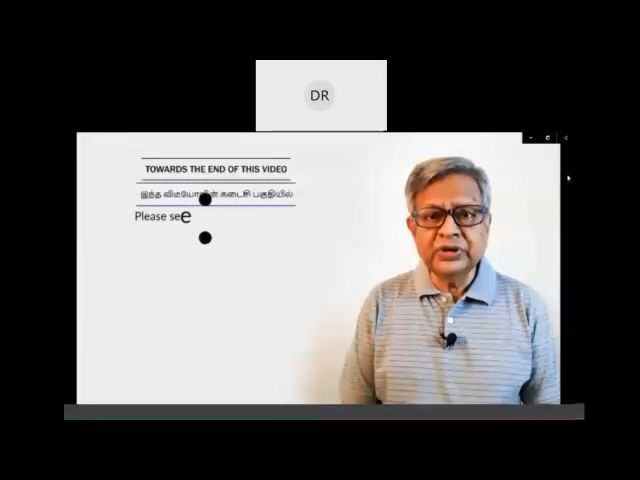 DR
TOWARDS THE END OF THIS VIDEO
இந்த வீடியோவின் கடைசி பகுதியில்
Please see